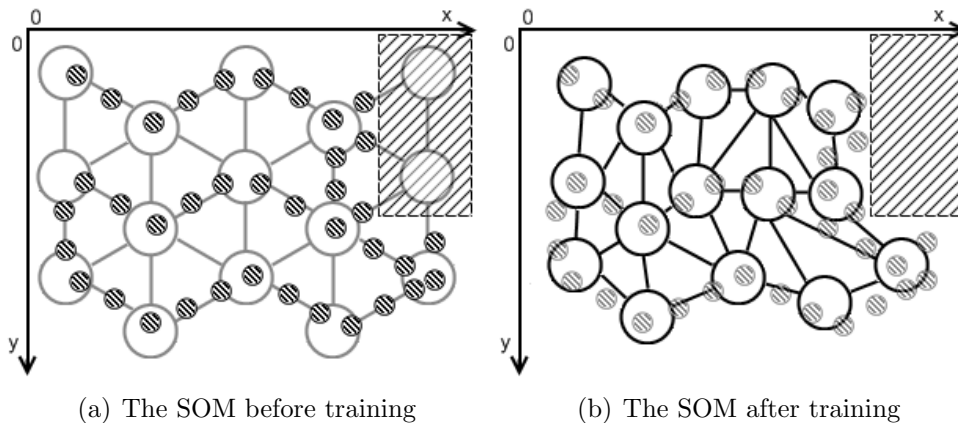 0 x 0 x
0 0
y y
(a) The SOM before training (b) The SOM after training